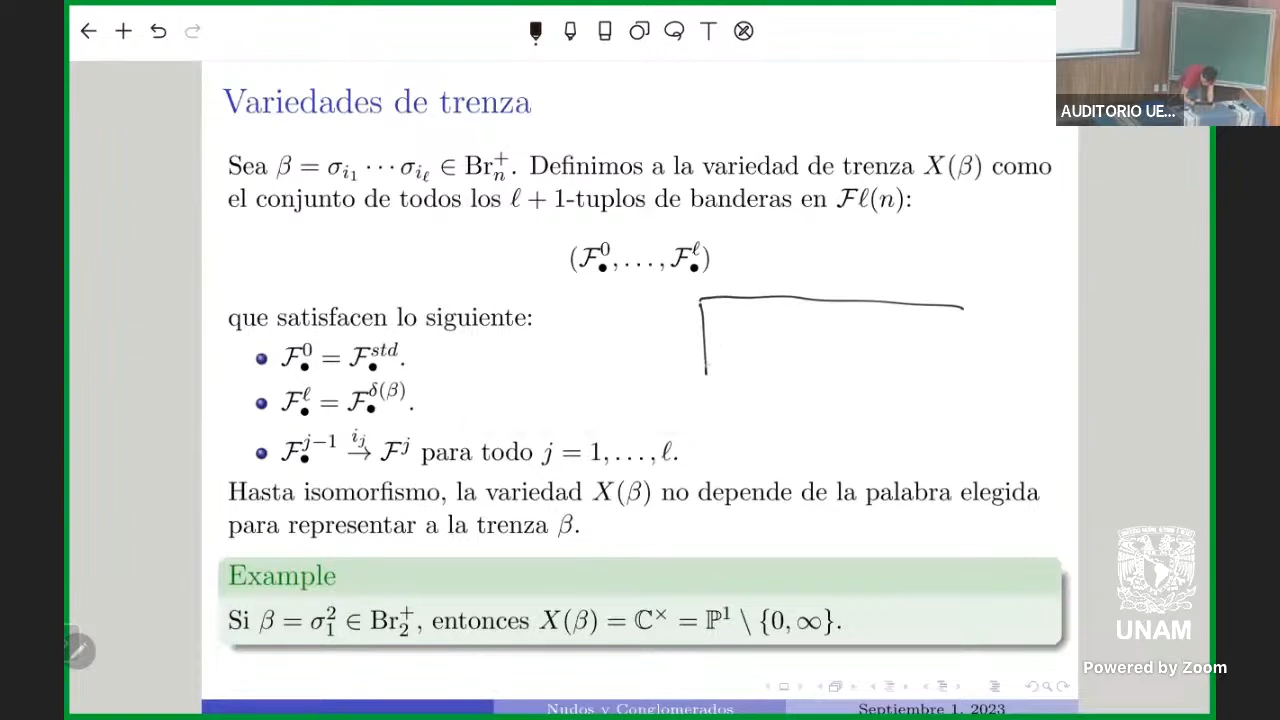 AUDITORIO UE...
Variedades de trenza
Sea β = σ_{i_1} ⋯ σ_{i_ℓ} ∈ Br_n^+. Definimos a la variedad de trenza X(β) como
el conjunto de todos los ℓ + 1-tuplos de banderas en ℱℓ(n):
(ℱ_•^0, . . . , ℱ_•^ℓ)
que satisfacen lo siguiente:
ℱ_•^0 = ℱ_•^{std}.
ℱ_•^ℓ = ℱ_•^{δ(β)}.
ℱ_•^{j−1} \xrightarrow{i_j} ℱ^j para todo j = 1, . . . , ℓ.
Hasta isomorfismo, la variedad X(β) no depende de la palabra elegida
para representar a la trenza β.
Example
Si β = σ_1^2 ∈ Br_2^+, entonces X(β) = ℂ^× = ℙ^1 \ {0, ∞}.
UNAM
Powered by Zoom
Nudos y Conglomerados Septiembre 1, 2023